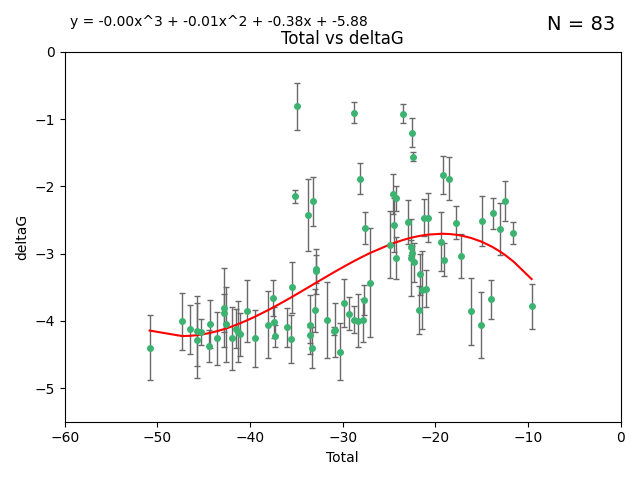 y = -0.00x^3 + -0.01x^2 + -0.38x + -5.88
N = 83
Total vs deltaG
0
−1
−2
−3
−4
−5
deltaG
−60
−50
−40
−30
−20
−10
0
Total